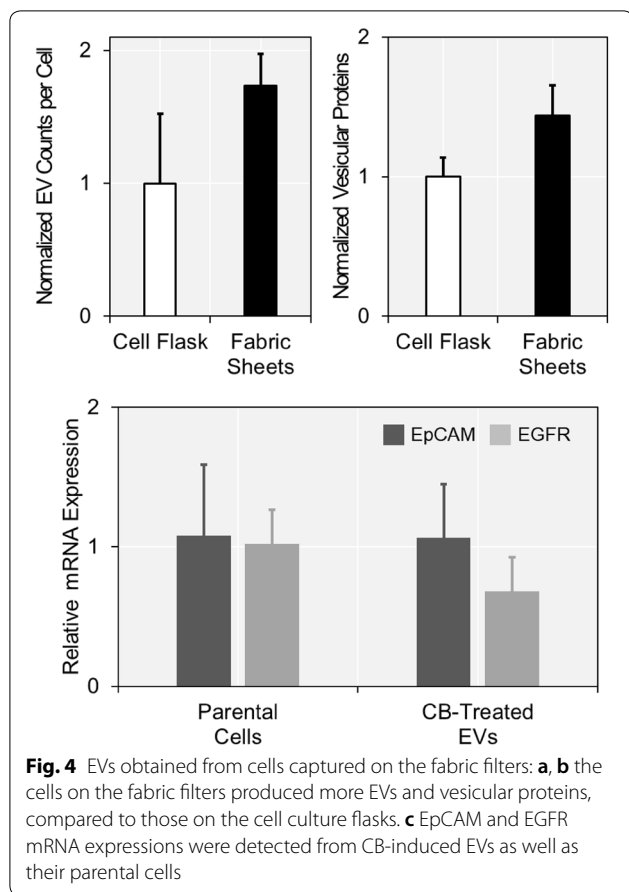 Normalized EV Counts per Cell
2
1
0
Cell Flask
Fabric
Sheets
Normalized Vesicular Proteins
2
1
0
Cell Flask
Fabric
Sheets
Relative mRNA Expression
2
1
0
EpCAM
EGFR
Parental
Cells
CB-Treated
EVs
Fig. 4 EVs obtained from cells captured on the fabric filters: a, b the
cells on the fabric filters produced more EVs and vesicular proteins,
compared to those on the cell culture flasks. c EpCAM and EGFR
mRNA expressions were detected from CB-induced EVs as well as
their parental cells